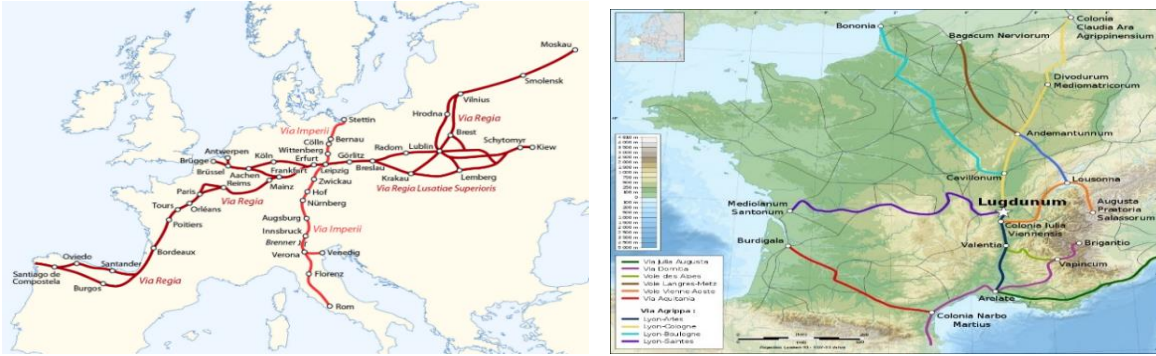 Moskau
Smolensk
Vilnius
Hrodna
Via Regia
Brest
Schytomyr
Kiew
Stettin
Via Imperii
Bernau
Cölln
Wittenberg
Erfurt
Görlitz
Radom
Lublin
Leipzig
Breslau
Krakau
Lemberg
Via Regia Lusatiae Superioris
Antwerpen
Brügge
Köln
Brüssel
Aachen
Frankfurt
Mainz
Zwickau
Hof
Nürnberg
Paris
Reims
Via Regia
Tours
Orléans
Poitiers
Augsburg
Innsbruck
Via Imperii
Brenner
Verona
Venedig
Bordeaux
Florenz
Rom
Oviedo
Santander
Santiago de
Compostela
Burgos
Via Regia
Bononia
Bagacum Nerviorum
Colonia
Claudia Ara
Agrippinensium
Divodurum
Mediomatricorum
Andemantunnum
Cavillonum
Lousonna
Lugdunum
Augusta
Prætoria
Salassorum
Mediolanum
Santonum
Colonia Julia
Viennensis
Burdigala
Valentia
Brigantio
Vapincum
Arelate
Colonia Narbo
Martius
Via Julia Augusta
Via Domitia
Voie des Alpes
Voie Langres-Metz
Voie Vienne-Aoste
Via Aquitania
Via Agrippa :
Lyon-Arles
Lyon-Cologne
Lyon-Boulogne
Lyon-Saintes